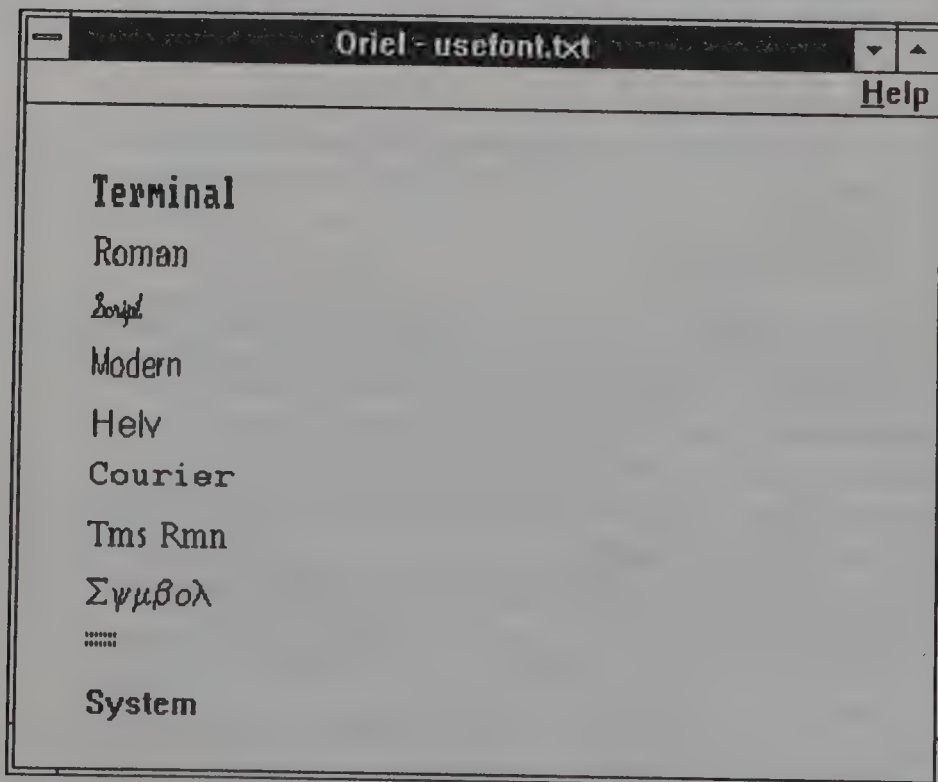 Oriel - usefont.txt
Help
Terminal
Roman
Script
Modern
Helv
Courier
Tms Rmn
Σψμβολ
System